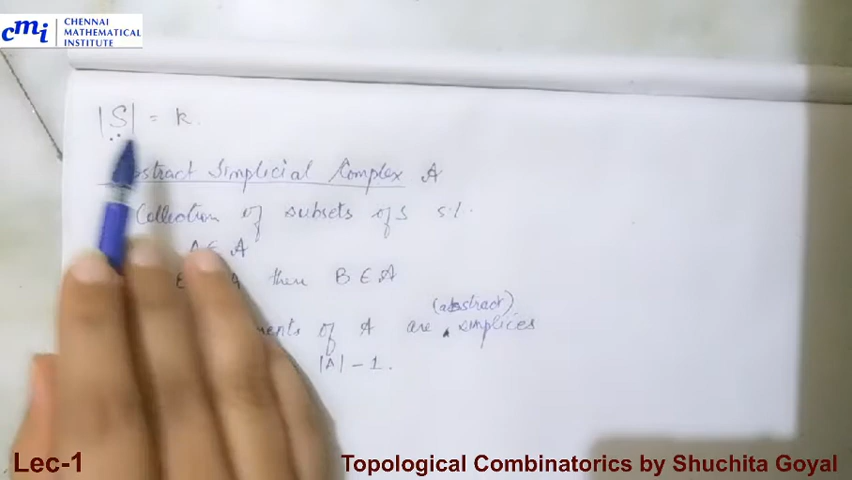 cmi CHENNAI
MATHEMATICAL
INSTITUTE
|S| = k.
Simplicial Complex A
Collection of subsets of S s.t.
A ∈ A
then B ∈ A
(abstract)
of A are simplices
|A| - 1.
Lec-1
Topological Combinatorics by Shuchita Goyal